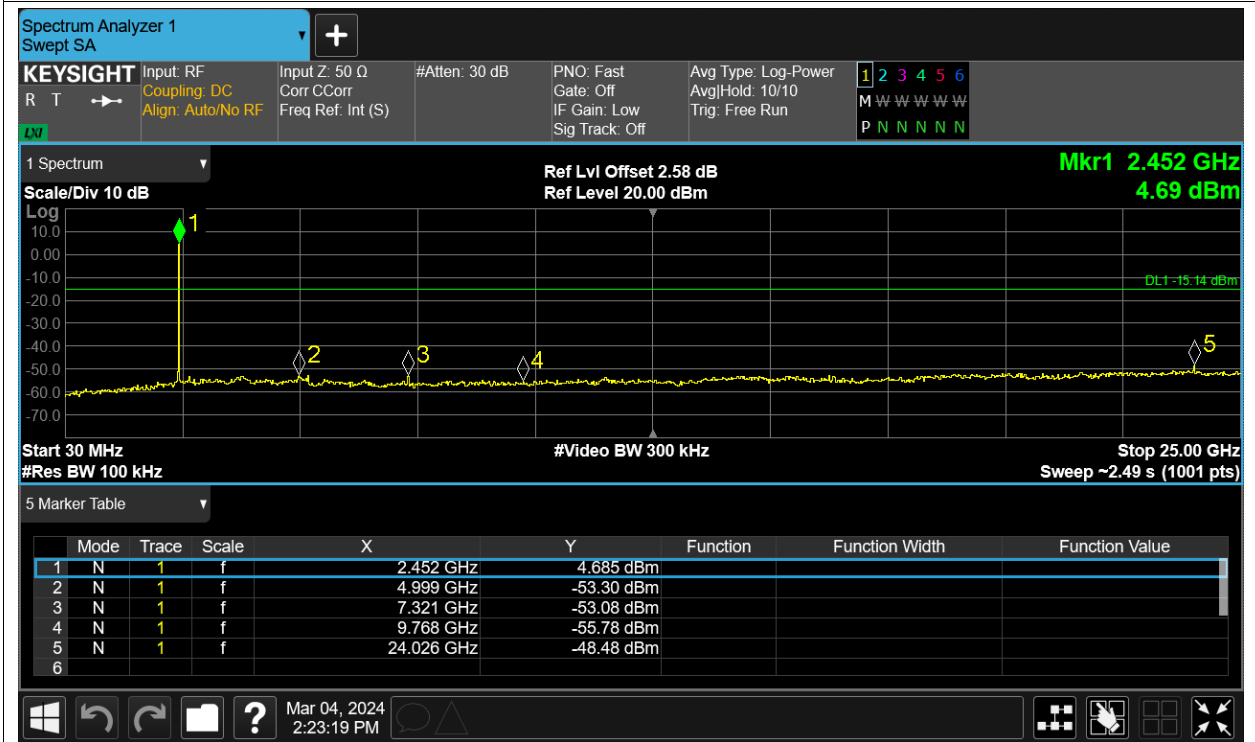 Spectrum Analyzer 1
Swept SA
+
KEYSIGHT
R T
LXI
Input: RF
Coupling: DC
Align: Auto/No RF
Input Z: 50 Ω
Corr CCorr
Freq Ref: Int (S)
#Atten: 30 dB
PNO: Fast
Gate: Off
IF Gain: Low
Sig Track: Off
Avg Type: Log-Power
Avg|Hold: 10/10
Trig: Free Run
1 2 3 4 5 6
M W W W W W
P N N N N N
1 Spectrum
Scale/Div 10 dB
Ref Lvl Offset 2.58 dB
Ref Level 20.00 dBm
Mkr1 2.452 GHz
4.69 dBm
Log
10.0
0.00
-10.0
-20.0
-30.0
-40.0
-50.0
-60.0
-70.0
1
2
3
4
5
DL1 -15.14 dBm
Start 30 MHz
#Video BW 300 kHz
Stop 25.00 GHz
#Res BW 100 kHz
Sweep ~2.49 s (1001 pts)
5 Marker Table
Mode Trace Scale X Y Function Function Width Function Value
1 N 1 f 2.452 GHz 4.685 dBm
2 N 1 f 4.999 GHz -53.30 dBm
3 N 1 f 7.321 GHz -53.08 dBm
4 N 1 f 9.768 GHz -55.78 dBm
5 N 1 f 24.026 GHz -48.48 dBm
6
?
Mar 04, 2024
2:23:19 PM